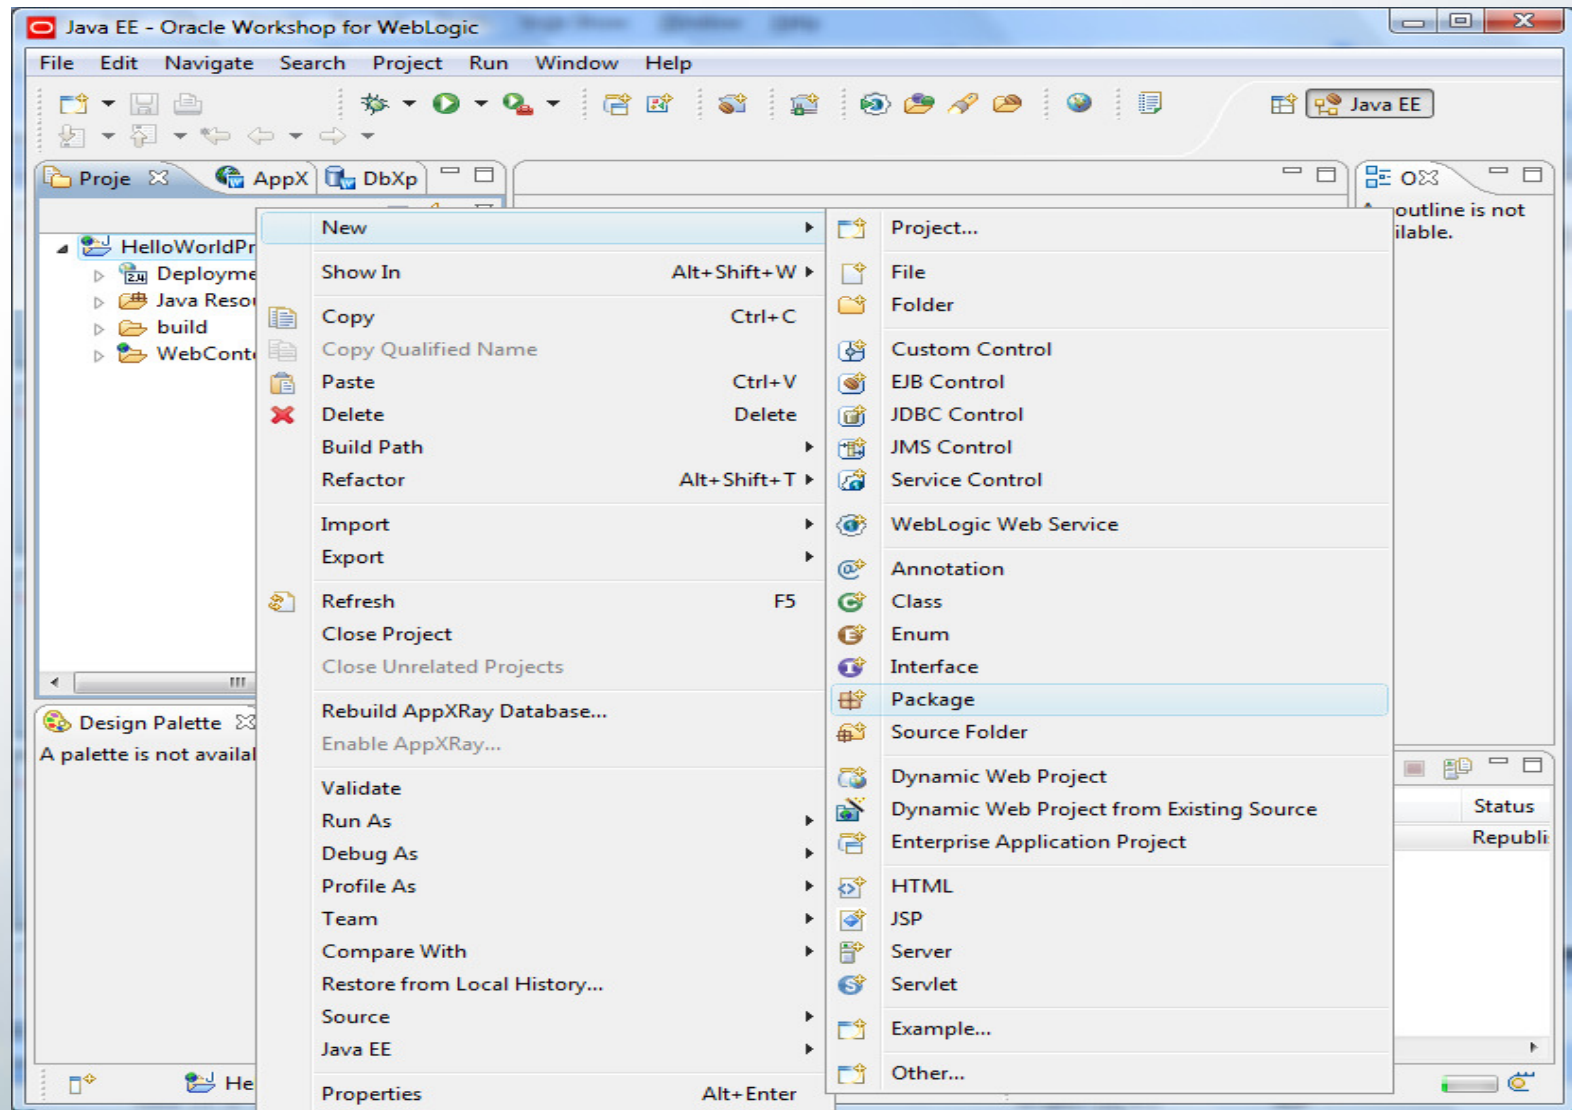 Java EE - Oracle Workshop for WebLogic
File Edit Navigate Search Project Run Window Help
Java EE
Proje AppX DbXp
outline is not
ilable.
HelloWorldPr
Deployme
Java Resou
build
WebConte
New
Show In Alt+Shift+W
Copy Ctrl+C
Copy Qualified Name
Paste Ctrl+V
Delete Delete
Build Path
Refactor Alt+Shift+T
Import
Export
Refresh F5
Close Project
Close Unrelated Projects
Rebuild AppXRay Database...
Enable AppXRay...
Validate
Run As
Debug As
Profile As
Team
Compare With
Restore from Local History...
Source
Java EE
Properties Alt+Enter
Project...
File
Folder
Custom Control
EJB Control
JDBC Control
JMS Control
Service Control
WebLogic Web Service
Annotation
Class
Enum
Interface
Package
Source Folder
Dynamic Web Project
Dynamic Web Project from Existing Source
Enterprise Application Project
HTML
JSP
Server
Servlet
Example...
Other...
Design Palette
A palette is not availal
Status
Republi
He